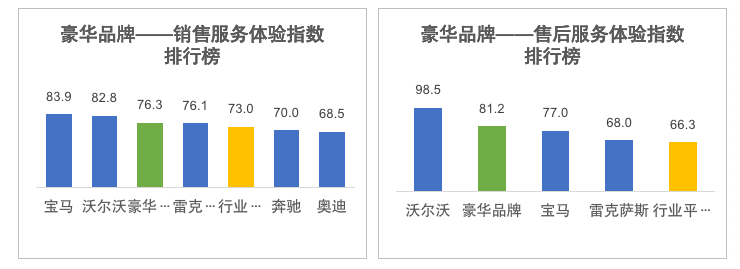 豪华品牌——销售服务体验指数
排行榜
83.9 82.8 76.3 76.1 73.0 70.0 68.5
宝马 沃尔沃 豪华… 雷克… 行业… 奔驰 奥迪
豪华品牌——售后服务体验指数
排行榜
98.5 81.2 77.0 68.0 66.3
沃尔沃 豪华品牌 宝马 雷克萨斯 行业平…